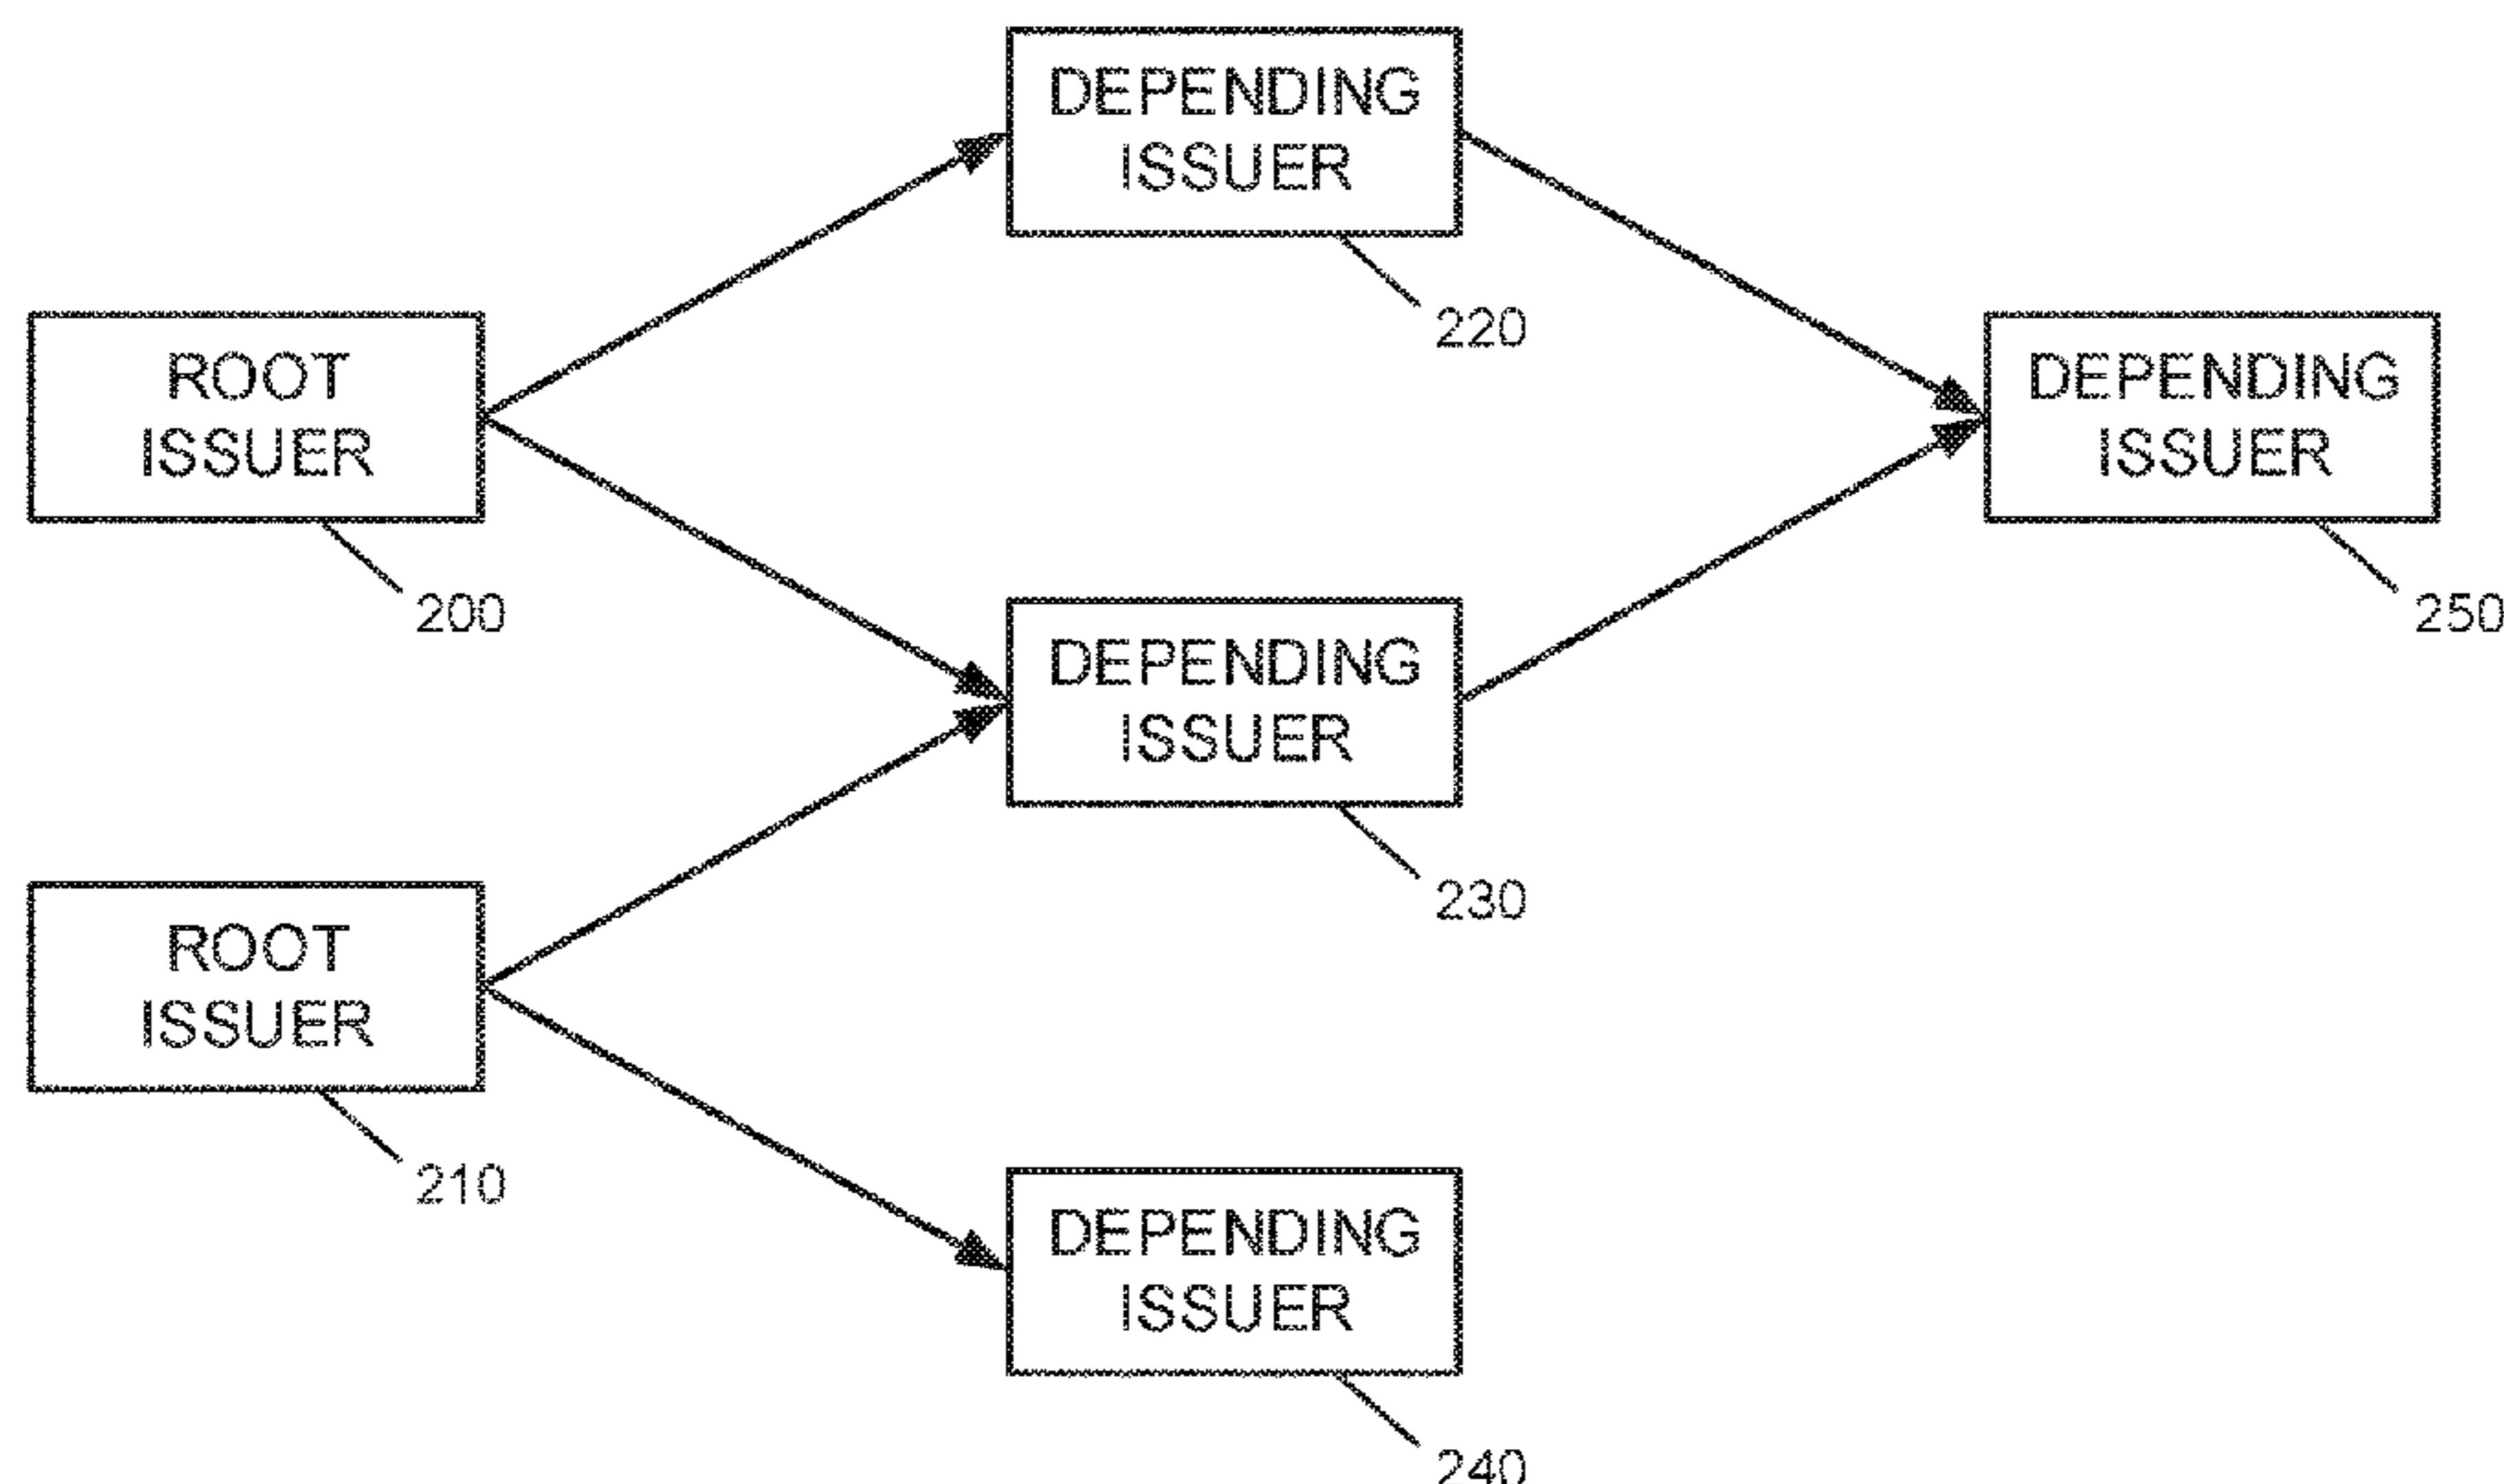 DEPENDING
ISSUER
220
ROOT
ISSUER
200
DEPENDING
ISSUER
250
DEPENDING
ISSUER
230
ROOT
ISSUER
210
DEPENDING
ISSUER
240